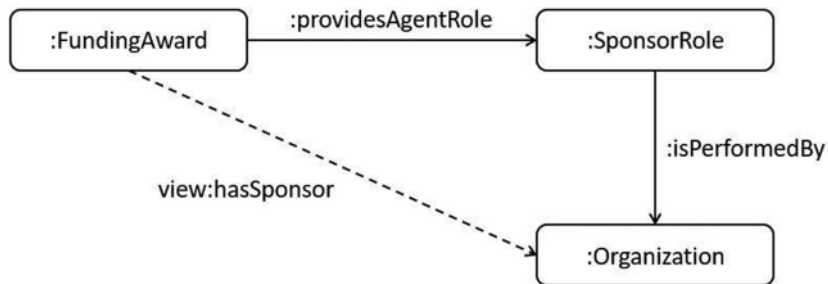 :providesAgentRole
:FundingAward
:SponsorRole
:isPerformedBy
view:hasSponsor
:Organization